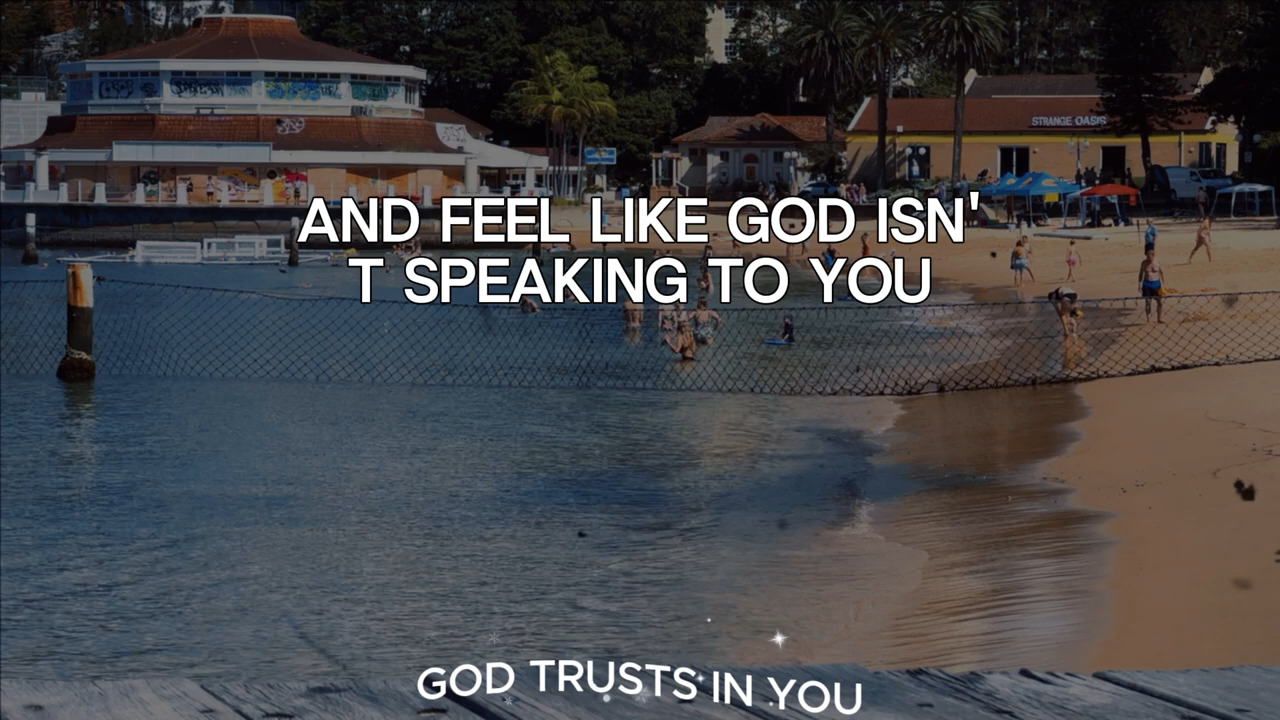 STRANGE OASIS
AND FEEL LIKE GOD ISN'
T SPEAKING TO YOU
GOD TRUSTS IN YOU